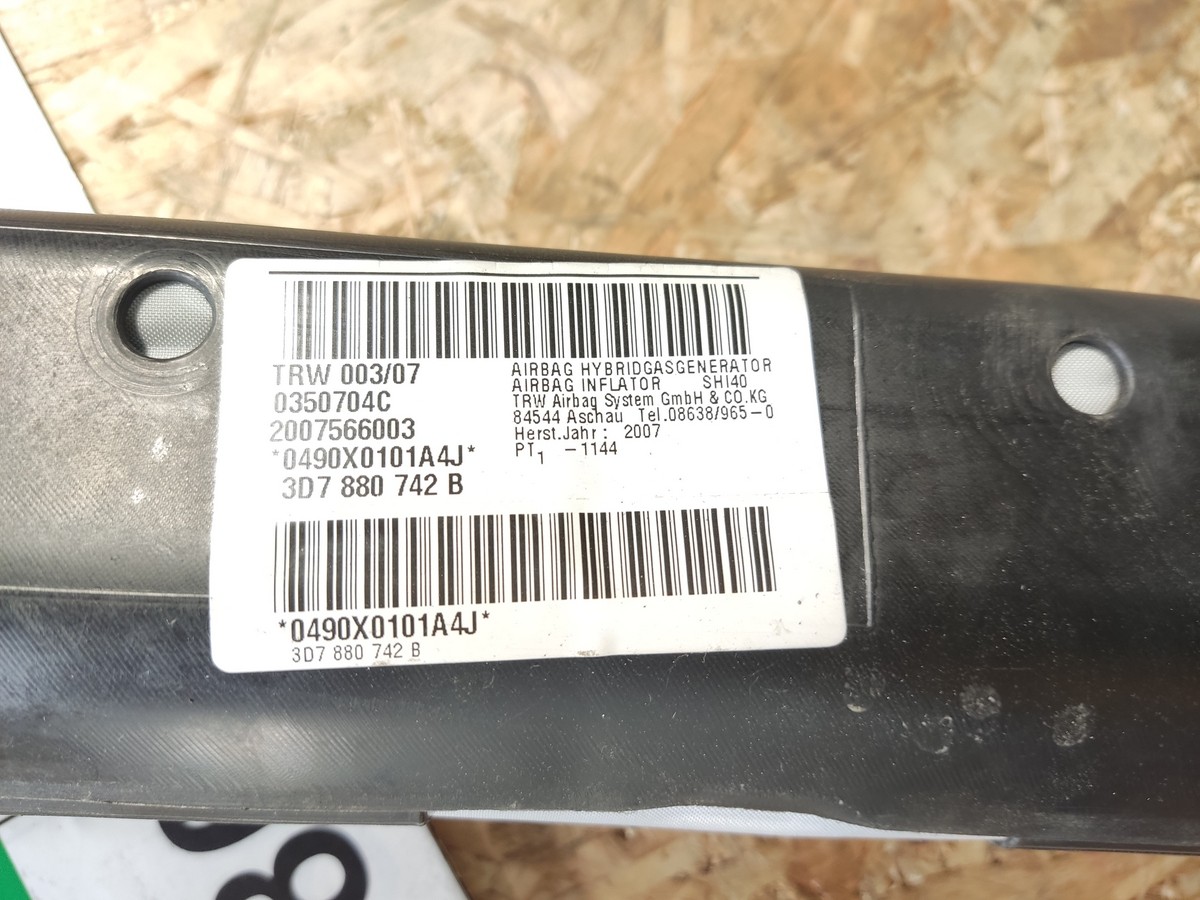 TRW 003/07
0350704C
2007566003
*0490X0101A4J*
3D7 880 742 B
AIRBAG HYBRIDGASGENERATOR
AIRBAG INFLATOR SHI40
TRW Airbag System GmbH & CO.KG
84544 Aschau Tel.08638/965-0
Herst.Jahr: 2007
PT1 -1144
*0490X0101A4J*
3D7 880 742 B